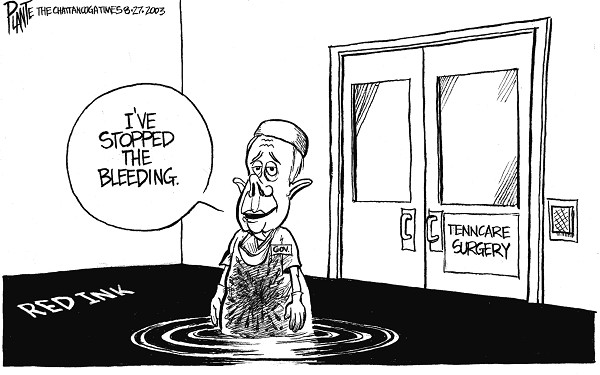 PLANTE THE CHATTANOOGA TIMES 8-27-2003
I'VE
STOPPED
THE
BLEEDING.
GOV.
TENNCARE
SURGERY
RED INK